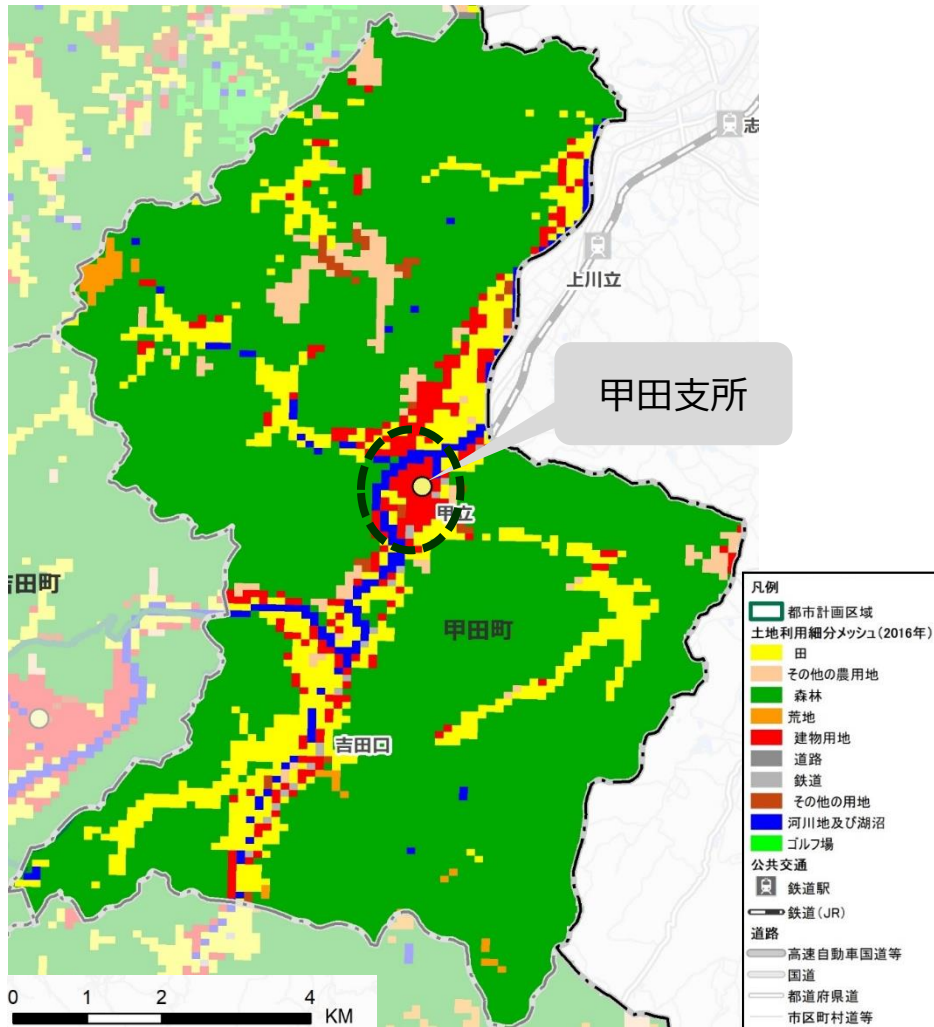 志
上川立
甲田支所
甲立
吉田町
甲田町
吉田口
凡例
都市計画区域
土地利用細分メッシュ(2016年)
田
その他の農用地
森林
荒地
建物用地
道路
鉄道
その他の用地
河川地及び湖沼
ゴルフ場
公共交通
鉄道駅
鉄道(JR)
道路
高速自動車国道等
国道
都道府県道
市区町村道等
0 1 2 4
KM